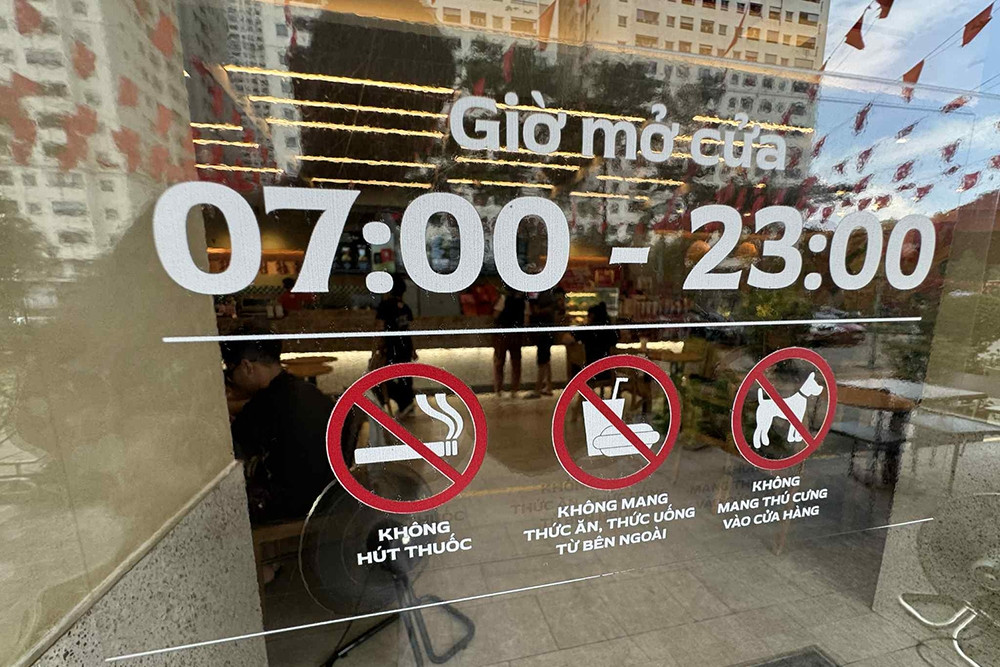 Giờ mở cửa
07:00 - 23:00
KHÔNG
HÚT THUỐC
KHÔNG MANG
THỨC ĂN, THỨC UỐNG
TỪ BÊN NGOÀI
KHÔNG
MANG THÚ CƯNG
VÀO CỬA HÀNG